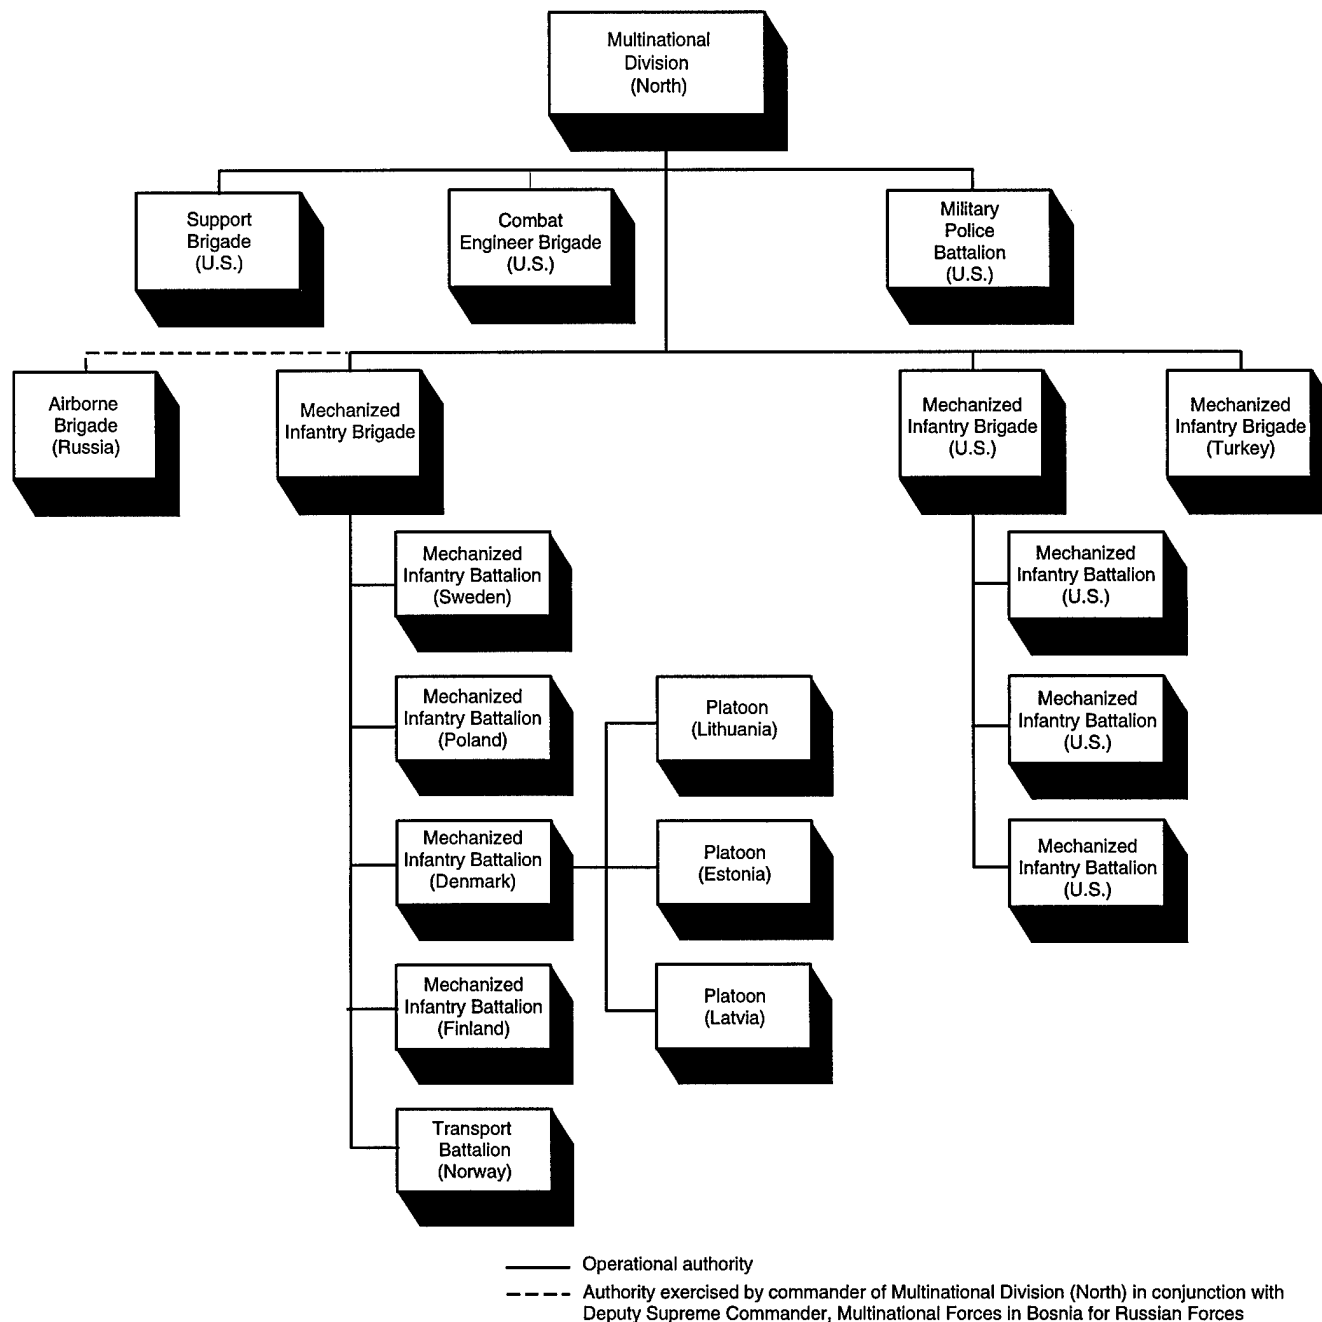 Multinational
Division
(North)
Support
Brigade
(U.S.)
Combat
Engineer Brigade
(U.S.)
Military
Police
Battalion
(U.S.)
Airborne
Brigade
(Russia)
Mechanized
Infantry Brigade
Mechanized
Infantry Brigade
(U.S.)
Mechanized
Infantry Brigade
(Turkey)
Mechanized
Infantry Battalion
(Sweden)
Mechanized
Infantry Battalion
(U.S.)
Mechanized
Infantry Battalion
(Poland)
Platoon
(Lithuania)
Mechanized
Infantry Battalion
(U.S.)
Mechanized
Infantry Battalion
(Denmark)
Platoon
(Estonia)
Mechanized
Infantry Battalion
(U.S.)
Mechanized
Infantry Battalion
(Finland)
Platoon
(Latvia)
Transport
Battalion
(Norway)
Operational authority
Authority exercised by commander of Multinational Division (North) in conjunction with
Deputy Supreme Commander, Multinational Forces in Bosnia for Russian Forces